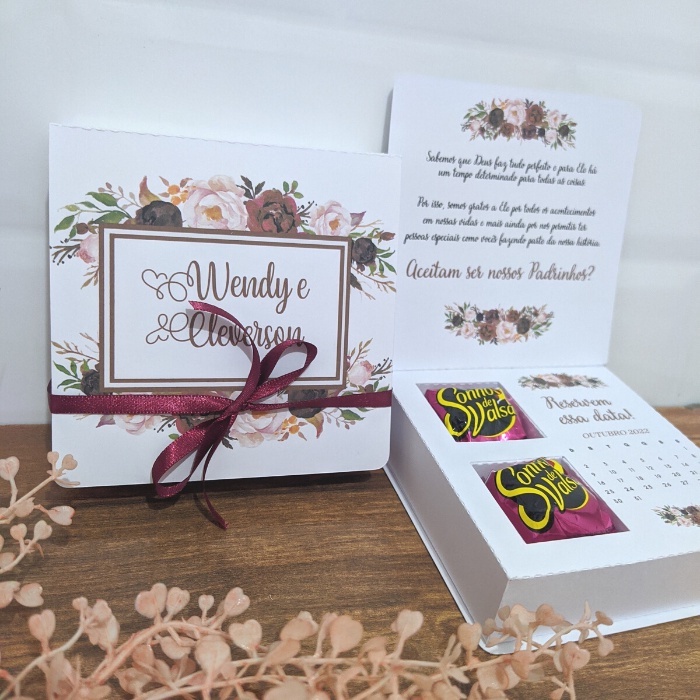 Wendy e
Cleverson
Sabemos que Deus faz tudo perfeito e para Ele há
um tempo determinado para todas as coisas.
Por isso, somos gratos a Ele por todos os acontecimentos
em nossas vidas e mais ainda por nos permitir ter
pessoas especiais como vocês fazendo parte da nossa história.
Aceitam ser nossos Padrinhos?
Sonho
de
Valsa
Sonho
de
Valsa
Reservem
essa data!
OUTUBRO 2022